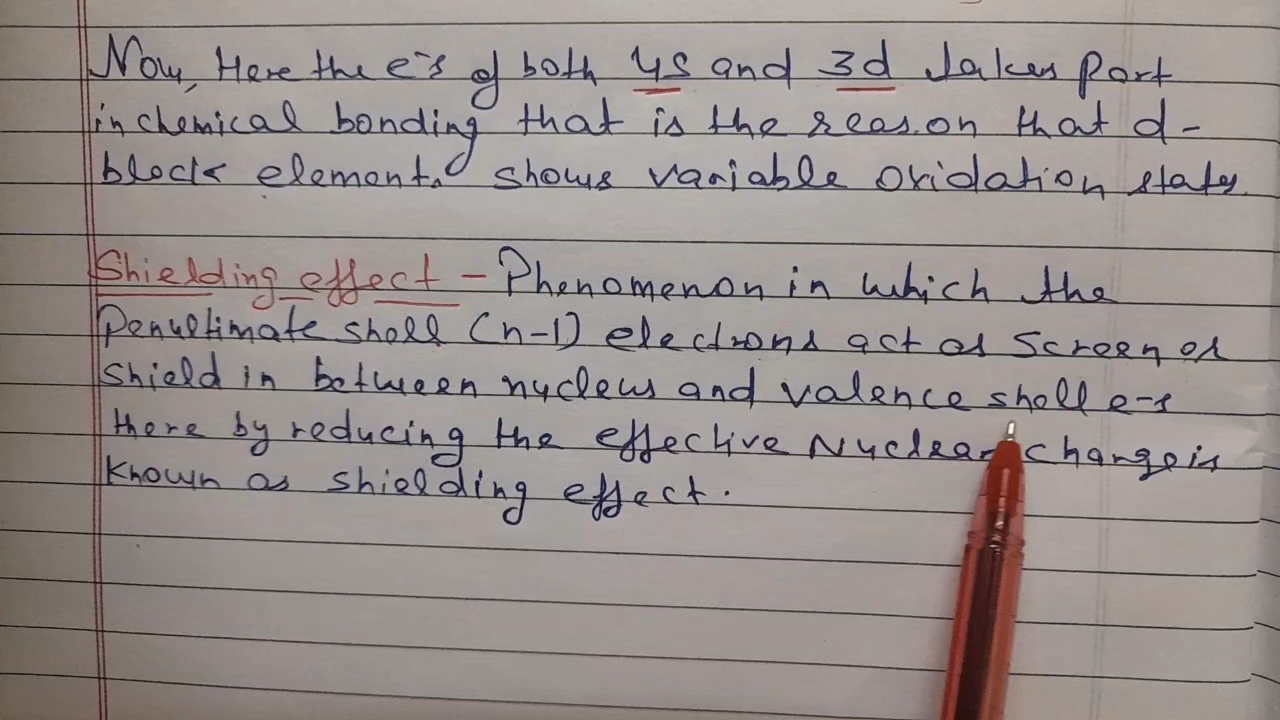 Now, Here the e-s of both 4s and 3d takes part
in chemical bonding that is the reason that d-
block element. shows variable oxidation states
Shielding effect - Phenomenon in which the
Penultimate shell (n-1) electrons act as Screen or
shield in between nucleus and valence shell e-s
there by reducing the effective Nuclear change is
known as shielding effect.